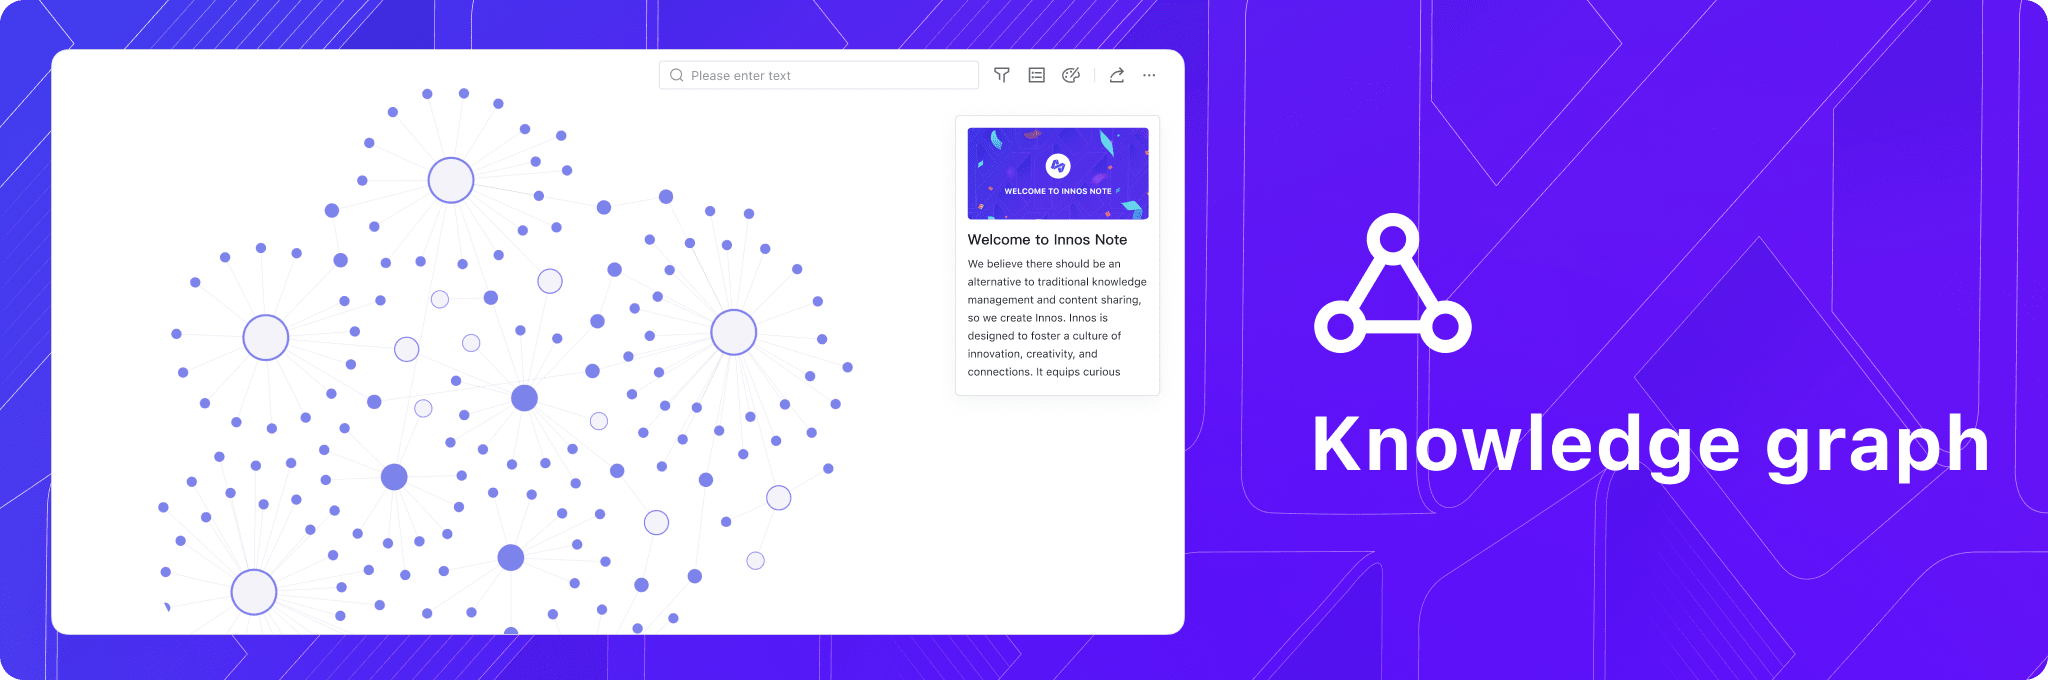 Please enter text
WELCOME TO INNOS NOTE
Welcome to Innos Note
We believe there should be an
alternative to traditional knowledge
management and content sharing,
so we create Innos. Innos is
designed to foster a culture of
innovation, creativity, and
connections. It equips curious
Knowledge graph